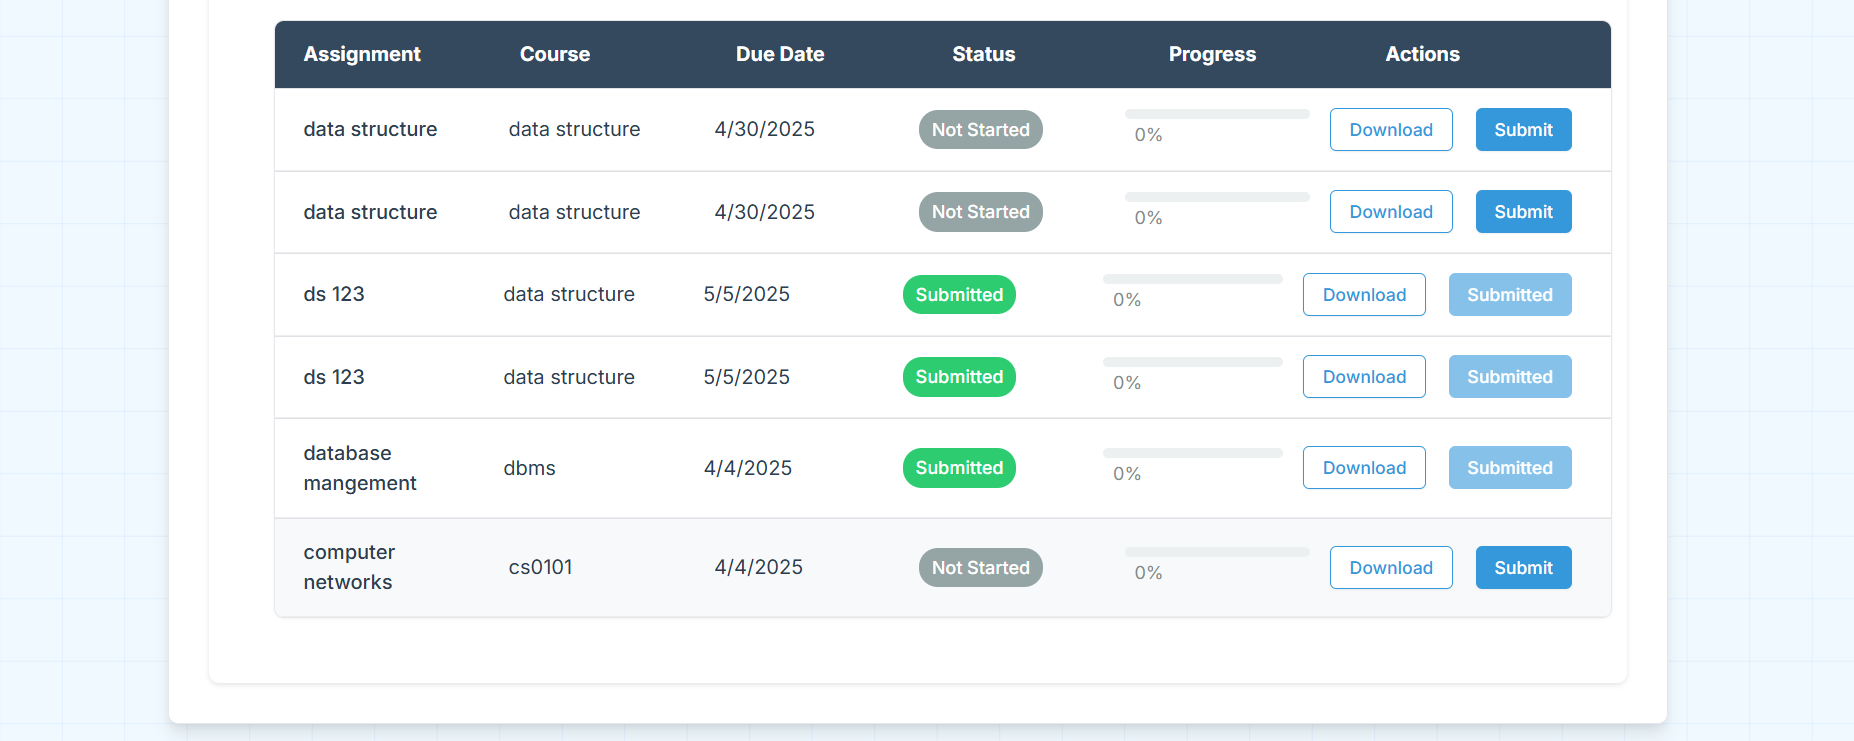 Assignment Course Due Date Status Progress Actions
data structure data structure 4/30/2025 Not Started 0% Download Submit
data structure data structure 4/30/2025 Not Started 0% Download Submit
ds 123 data structure 5/5/2025 Submitted 0% Download Submitted
ds 123 data structure 5/5/2025 Submitted 0% Download Submitted
database
mangement dbms 4/4/2025 Submitted 0% Download Submitted
computer
networks cs0101 4/4/2025 Not Started 0% Download Submit